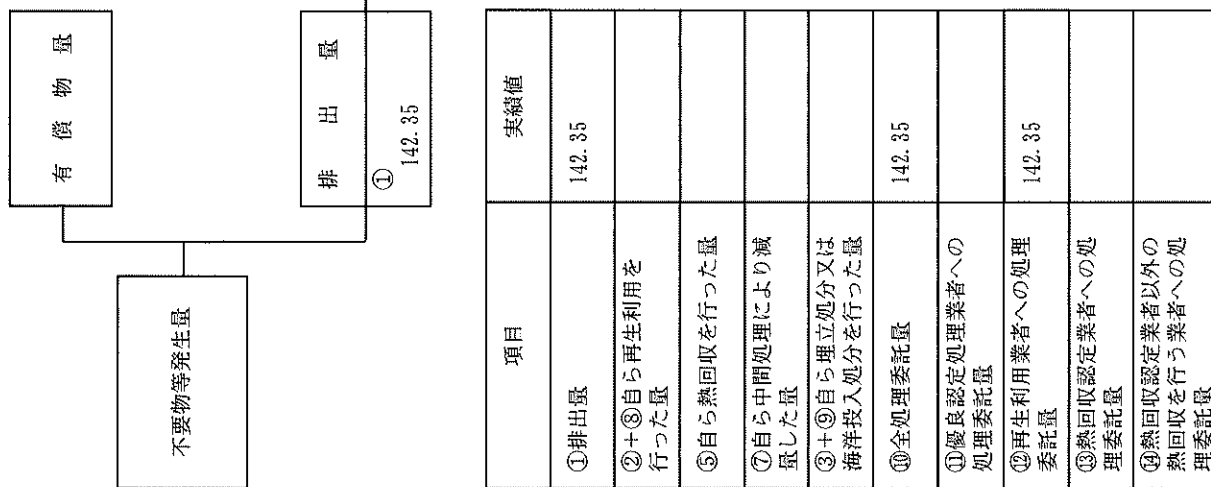 有償物量
不要物等発生量
排出量
①
142.35
項目
実績値
①排出量
142.35
②+⑧自ら再生利用を
行った量
⑤自ら熱回収を行った量
⑦自ら中間処理により減
量した量
③+⑨自ら埋立処分又は
海洋投入処分を行った量
⑩全処理委託量
142.35
⑪優良認定処理業者への
処理委託量
⑫再生利用業者への処理
委託量
142.35
⑬熱回収認定業者への処
理委託量
⑭熱回収認定業者以外の
熱回収を行う業者への処
理委託量